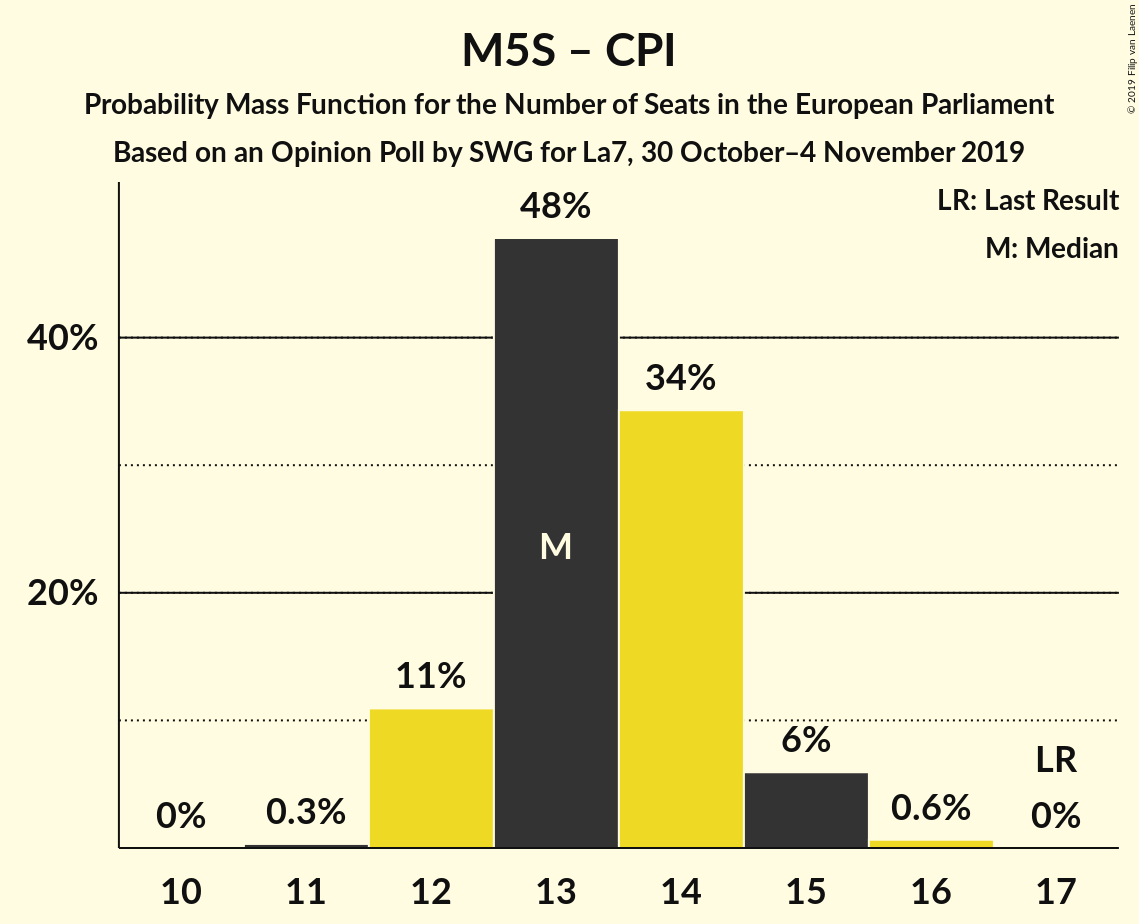 M5S – CPI
Probability Mass Function for the Number of Seats in the European Parliament
Based on an Opinion Poll by SWG for La7, 30 October–4 November 2019
© 2019 Filip van Laenen
LR: Last Result
M: Median
40%
20%
0%
0.3%
11%
48%
M
34%
6%
0.6%
LR
0%
10 11 12 13 14 15 16 17